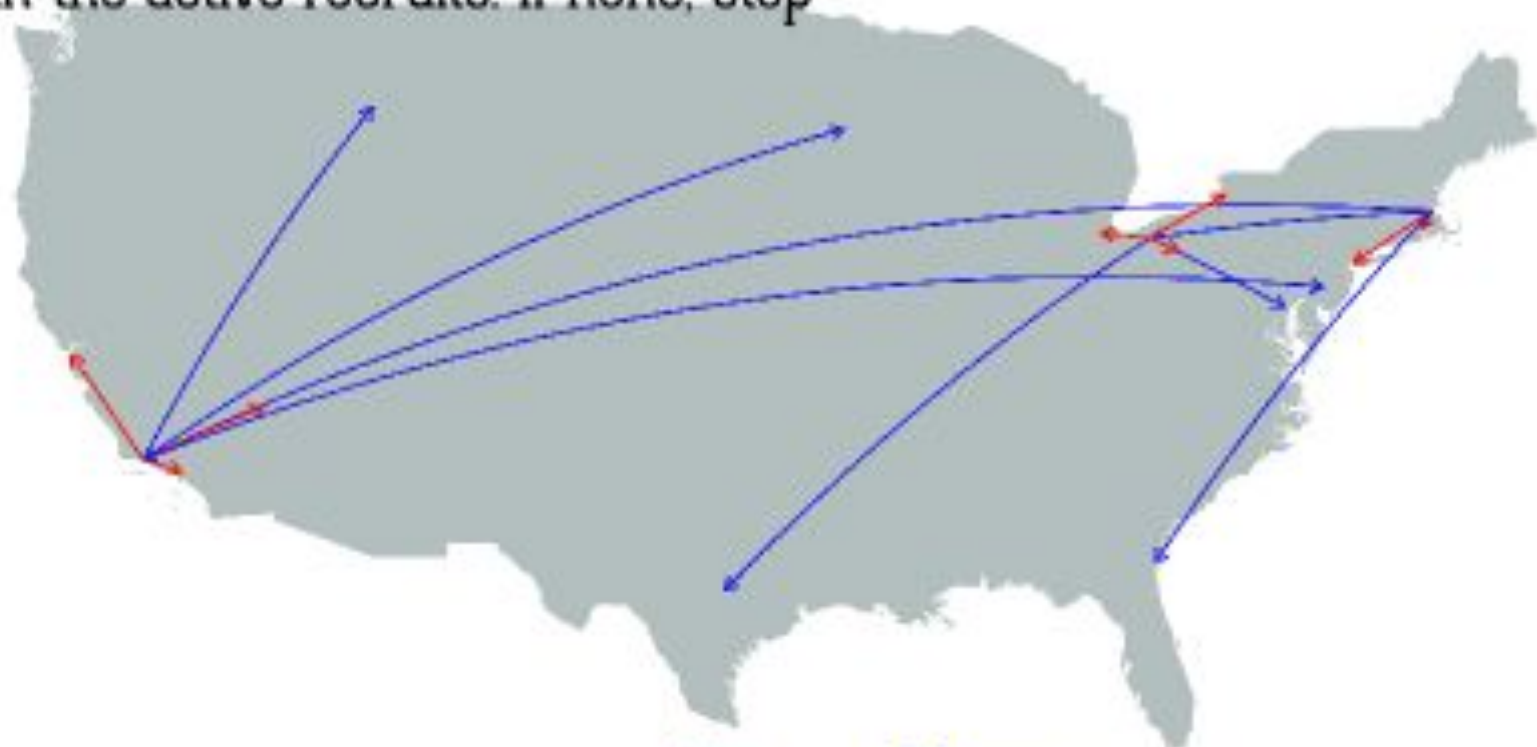 the active recruits. If none, stop